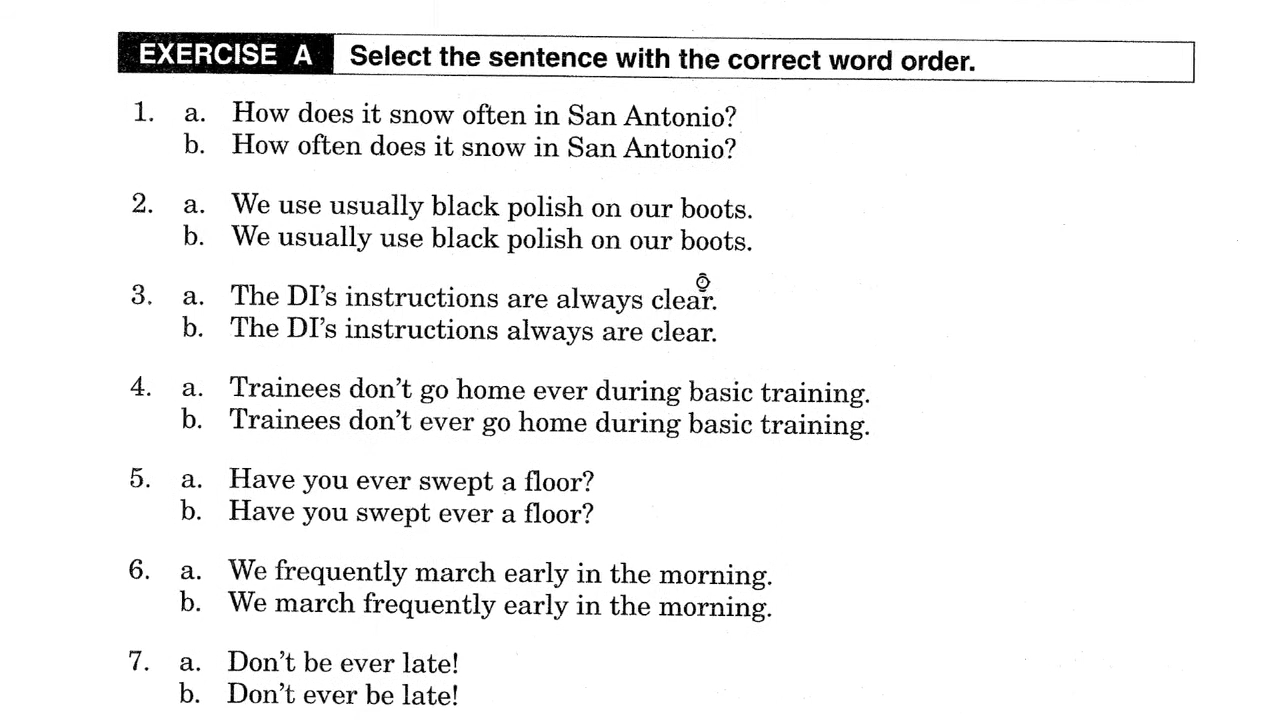 EXERCISE A Select the sentence with the correct word order.
1. a. How does it snow often in San Antonio?
b. How often does it snow in San Antonio?
2. a. We use usually black polish on our boots.
b. We usually use black polish on our boots.
3. a. The DI's instructions are always clear.
b. The DI's instructions always are clear.
4. a. Trainees don't go home ever during basic training.
b. Trainees don't ever go home during basic training.
5. a. Have you ever swept a floor?
b. Have you swept ever a floor?
6. a. We frequently march early in the morning.
b. We march frequently early in the morning.
7. a. Don't be ever late!
b. Don't ever be late!